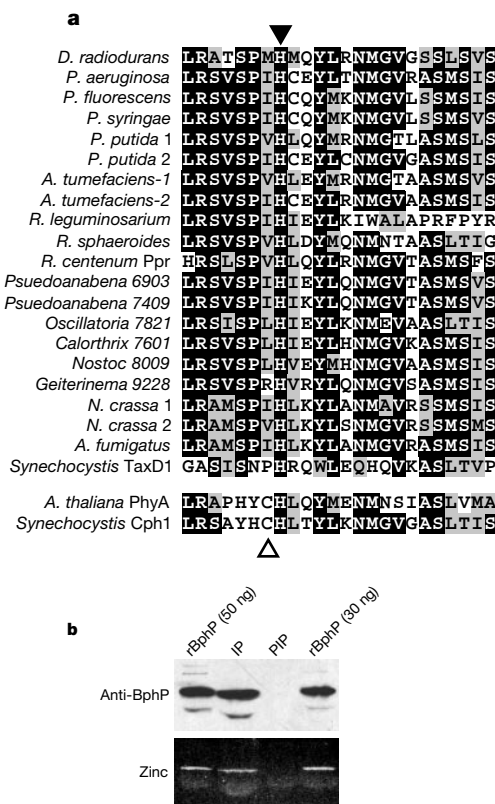 a
D. radiodurans LRATSPMHMQYLRNMGVGSSLSVS
P. aeruginosa LRSVSPIHCEYLTNMGVRASMSIS
P. fluorescens LRSVSPIHCQYMKNMGVLSSMSIS
P. syringae LRSVSPIHCQYLKNMGVSSSMSVS
P. putida 1 LRSVSPVHLQYMRNMGTLASMSLS
P. putida 2 LRSVSPIHCEYLCNMGVGASMSIS
A. tumefaciens-1 LRSVSPVHLEYMRNMGTAASMSVS
A. tumefaciens-2 LRSVSPIHCEYLRNMGVSASMSIS
R. leguminosarium LRSVSPIHIEYLKIWALAPRFPYR
R. sphaeroides LRSVSPVHLDYMQNMNTAASLTIG
R. centenum Ppr HRSLSPVHLQYLRNMGVTASMSFS
Psuedoanabena 6903 LRSVSPIHIKYLQNMGVTASMSVS
Psuedoanabena 7409 LRSVSPIHIEYLQNMGVTASMSVS
Oscillatoria 7821 LRSISPLHIEYLKNMEVAASLTIS
Calorthrix 7601 LRSVSPLHIEYLHNMGVKASMSIS
Nostoc 8009 LRSVSPLHVEYMHNMGVAASMSIS
Geiterinema 9228 LRSVSPRHVRYLQNMGVSASMSIS
N. crassa 1 LRAMSPIHLKYLANMAVRSSMSIS
N. crassa 2 LRAMSPVHLKYLSNMGVRSSMSMS
A. fumigatus LRAMSPIHLKYLANMGVRASMSIS
Synechocystis TaxD1 GASISNPHRQWLEQHQVKASLTVP
A. thaliana PhyA LRAPHYCHLQYMENMNSIASLVMA
Synechocystis Cph1 LRSAYHCHLTYLKNMGVGASLTIS
b
rBphP (50 ng) IP PIP rBphP (30 ng)
Anti-BphP
Zinc